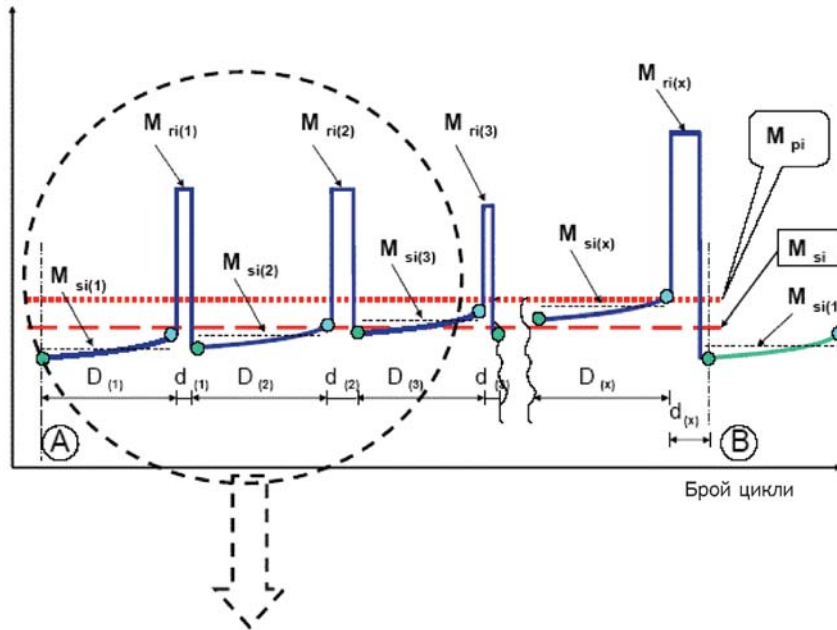 M ri(x)
M ri(1)
M ri(2)
M ri(3)
M pi
M si(1)
M si(2)
M si(3)
M si(x)
M si
M si(1
D (1)
d (1)
D (2)
d (2)
D (3)
d (3)
D (x)
d (x)
A
B
Брой цикли